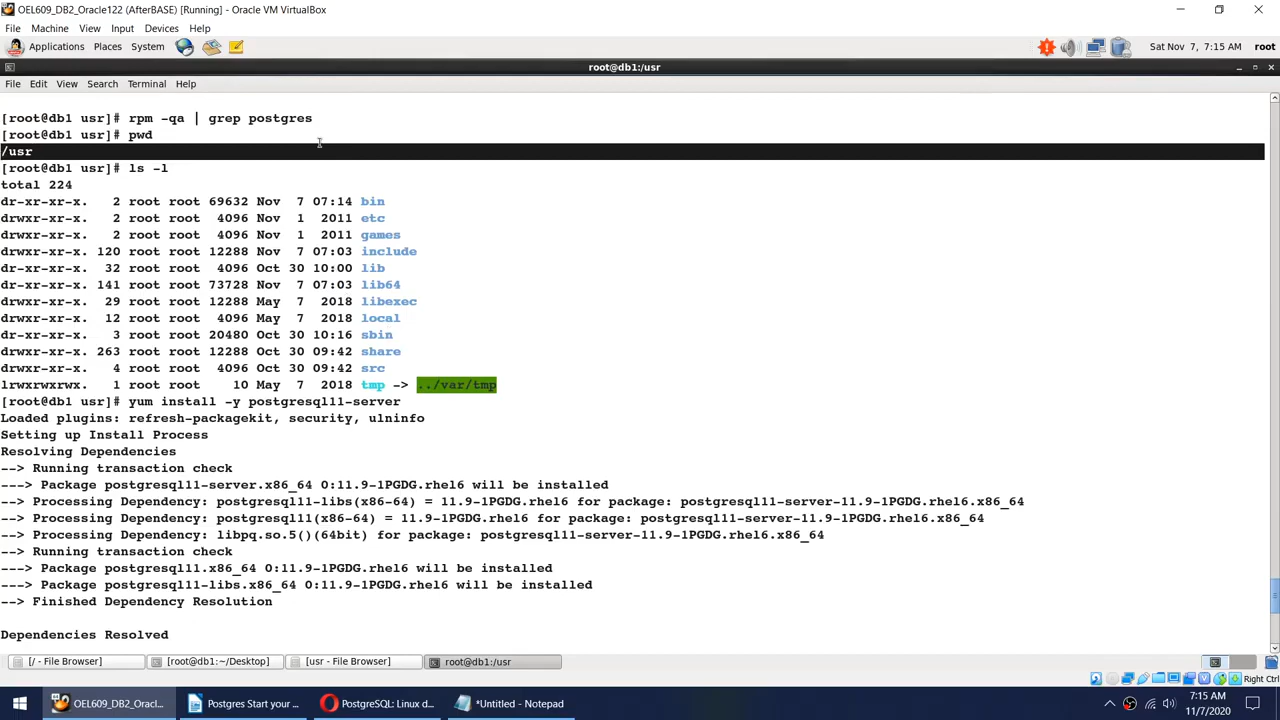 OEL609_DB2_Oracle122 (AfterBASE) [Running] - Oracle VM VirtualBox
File Machine View Input Devices Help
Applications Places System Sat Nov 7, 7:15 AM root
root@db1:/usr
File Edit View Search Terminal Help
[root@db1 usr]# rpm -qa | grep postgres
[root@db1 usr]# pwd
/usr
[root@db1 usr]# ls -l
total 224
dr-xr-xr-x. 2 root root 69632 Nov 7 07:14 bin
drwxr-xr-x. 2 root root 4096 Nov 1 2011 etc
drwxr-xr-x. 2 root root 4096 Nov 1 2011 games
drwxr-xr-x. 120 root root 12288 Nov 7 07:03 include
dr-xr-xr-x. 32 root root 4096 Oct 30 10:00 lib
dr-xr-xr-x. 141 root root 73728 Nov 7 07:03 lib64
drwxr-xr-x. 29 root root 12288 May 7 2018 libexec
drwxr-xr-x. 12 root root 4096 May 7 2018 local
dr-xr-xr-x. 3 root root 20480 Oct 30 10:16 sbin
drwxr-xr-x. 263 root root 12288 Oct 30 09:42 share
drwxr-xr-x. 4 root root 4096 Oct 30 09:42 src
lrwxrwxrwx. 1 root root 10 May 7 2018 tmp -> ../var/tmp
[root@db1 usr]# yum install -y postgresql11-server
Loaded plugins: refresh-packagekit, security, ulninfo
Setting up Install Process
Resolving Dependencies
--> Running transaction check
---> Package postgresql11-server.x86_64 0:11.9-1PGDG.rhel6 will be installed
--> Processing Dependency: postgresql11-libs(x86-64) = 11.9-1PGDG.rhel6 for package: postgresql11-server-11.9-1PGDG.rhel6.x86_64
--> Processing Dependency: postgresql11(x86-64) = 11.9-1PGDG.rhel6 for package: postgresql11-server-11.9-1PGDG.rhel6.x86_64
--> Processing Dependency: libpq.so.5()(64bit) for package: postgresql11-server-11.9-1PGDG.rhel6.x86_64
--> Running transaction check
---> Package postgresql11.x86_64 0:11.9-1PGDG.rhel6 will be installed
---> Package postgresql11-libs.x86_64 0:11.9-1PGDG.rhel6 will be installed
--> Finished Dependency Resolution
Dependencies Resolved
[/ - File Browser] [root@db1:~/Desktop] [usr - File Browser] root@db1:/usr
Right Ctrl
OEL609_DB2_Oracl... Postgres Start your ... PostgreSQL: Linux d... *Untitled - Notepad 7:15 AM
11/7/2020